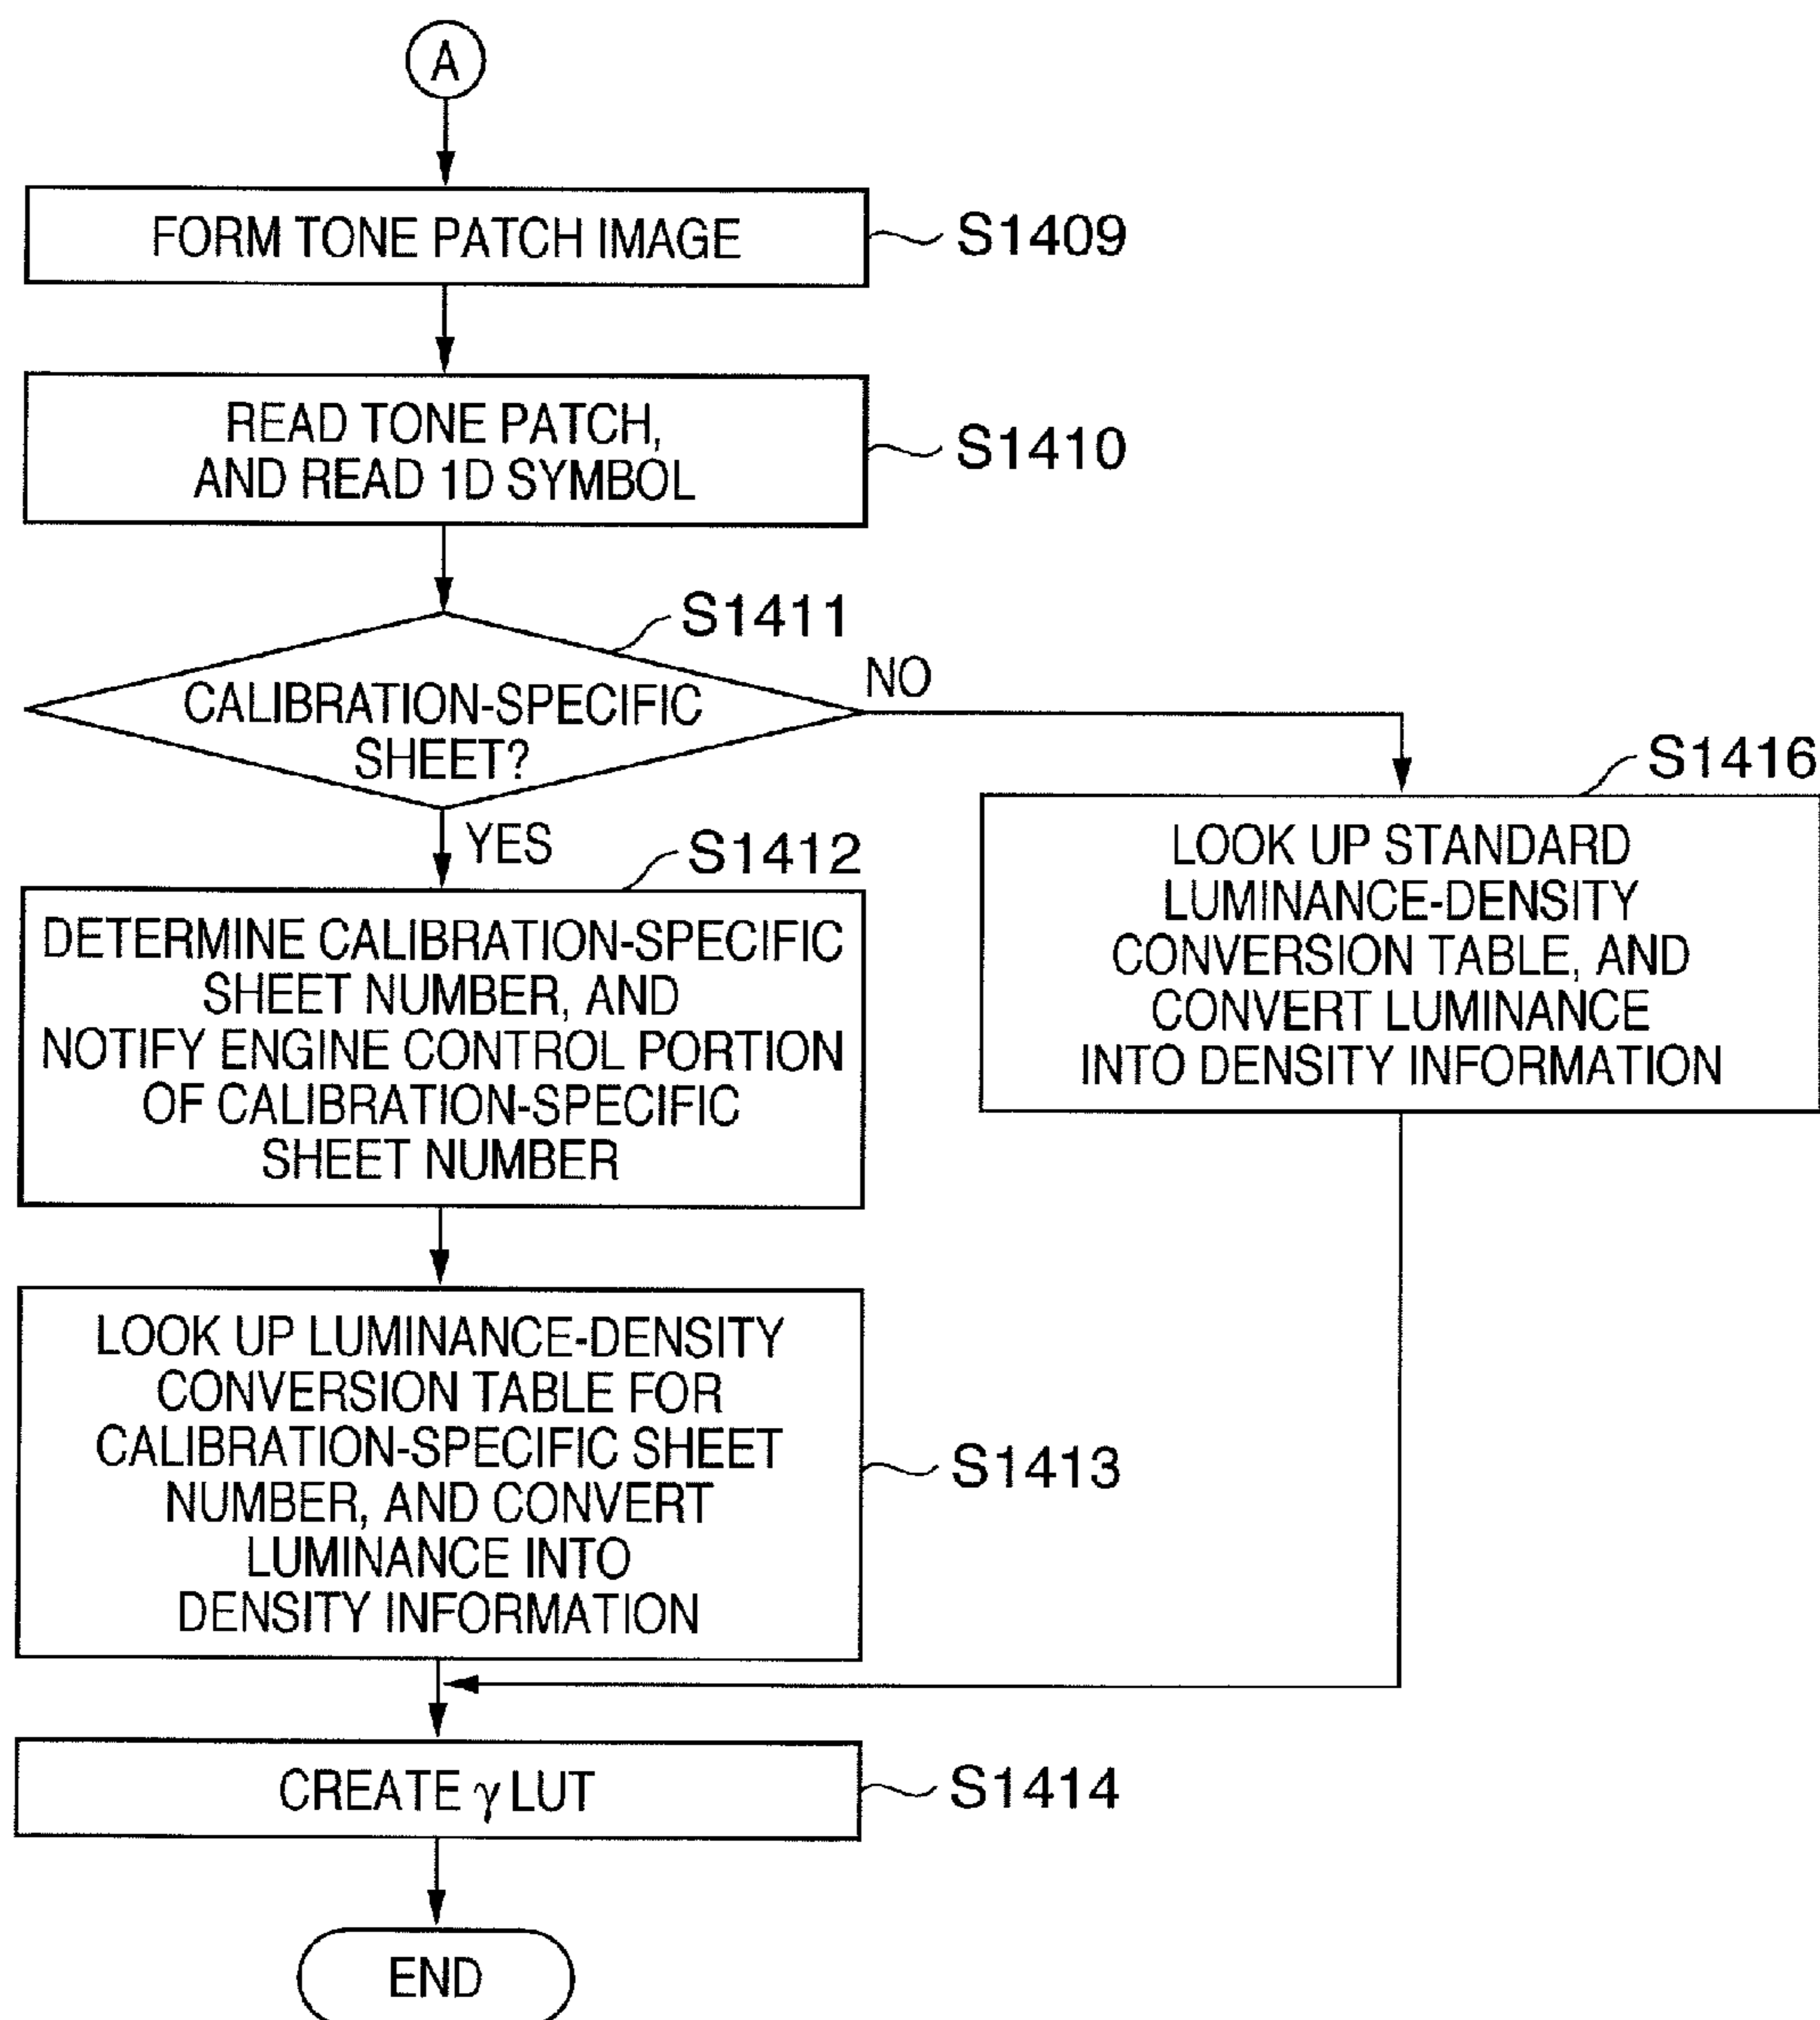 A
FORM TONE PATCH IMAGE
S1409
READ TONE PATCH,
AND READ 1D SYMBOL
S1410
S1411
CALIBRATION-SPECIFIC
SHEET?
NO
YES
S1416
LOOK UP STANDARD
LUMINANCE-DENSITY
CONVERSION TABLE, AND
CONVERT LUMINANCE
INTO DENSITY INFORMATION
S1412
DETERMINE CALIBRATION-SPECIFIC
SHEET NUMBER, AND
NOTIFY ENGINE CONTROL PORTION
OF CALIBRATION-SPECIFIC
SHEET NUMBER
LOOK UP LUMINANCE-DENSITY
CONVERSION TABLE FOR
CALIBRATION-SPECIFIC SHEET
NUMBER, AND CONVERT
LUMINANCE INTO
DENSITY INFORMATION
S1413
CREATE γ LUT
S1414
END